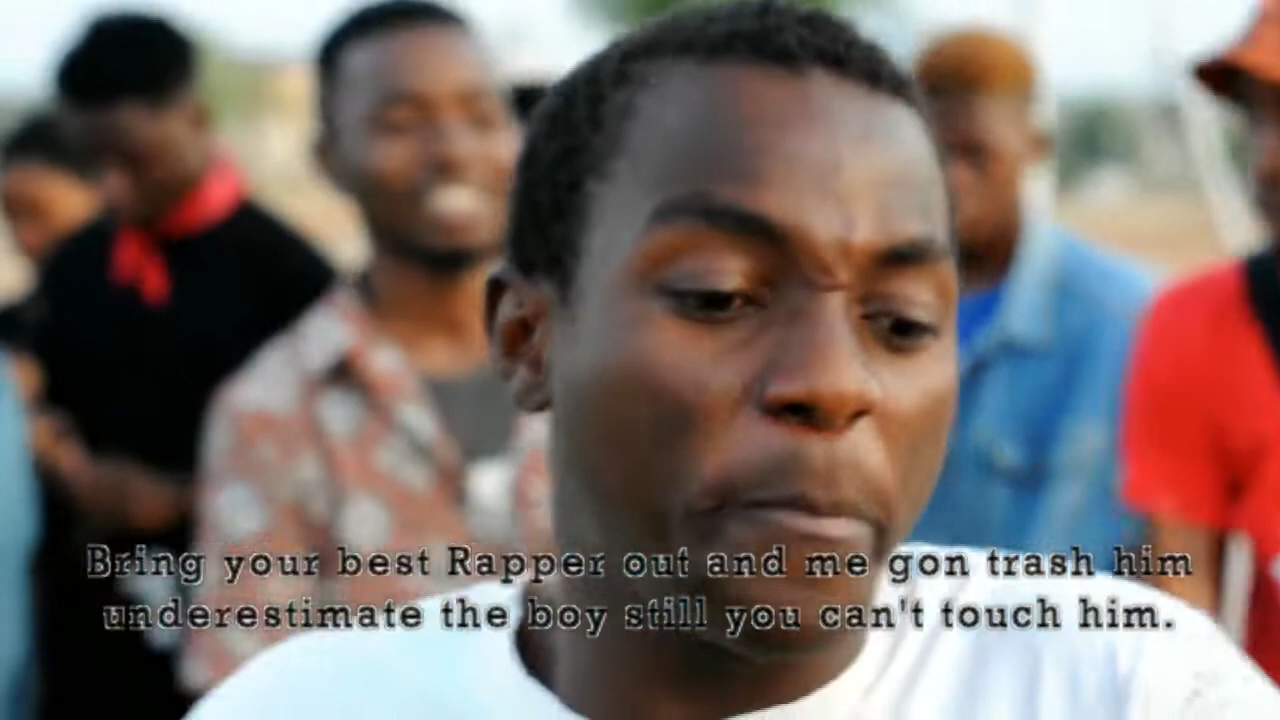 Bring your best Rapper out and me gon trash him
underestimate the boy still you can't touch him.